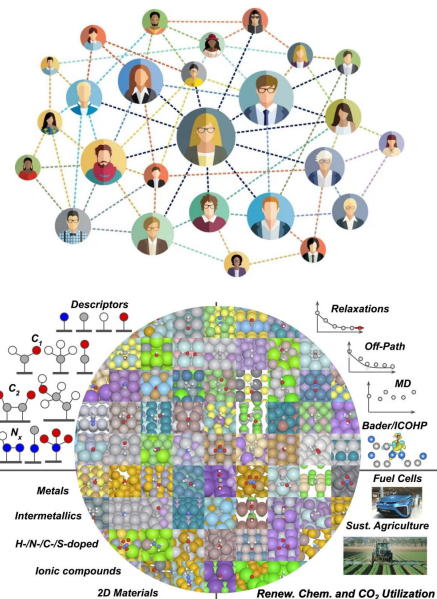 Descriptors
C1
C2
Nx
Relaxations
Off-Path
MD
Bader/ICOHP
Metals
Intermetallics
H-/N-/C-/S-doped
Ionic compounds
2D Materials
Fuel Cells
Sust. Agriculture
Renew. Chem. and CO2 Utilization